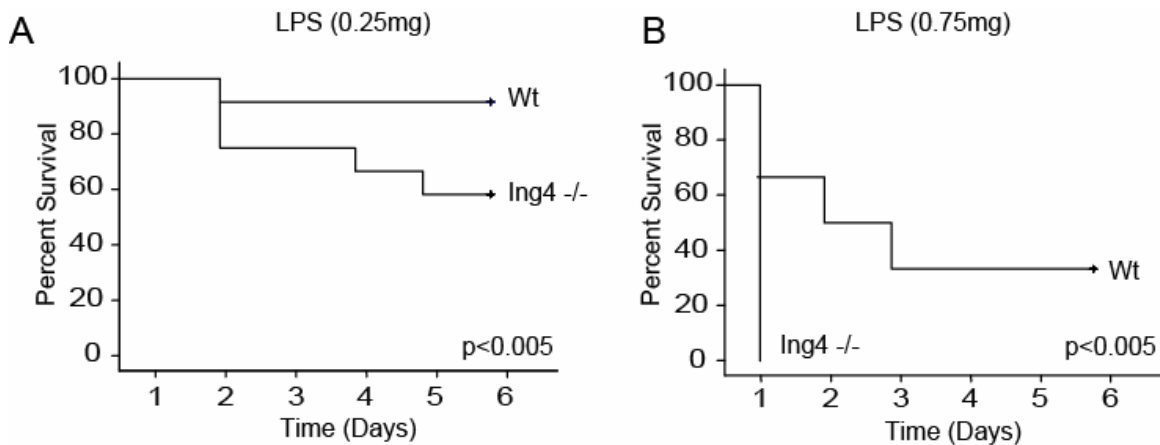 A
LPS (0.25mg)
Percent Survival
100
80
60
40
20
0
Wt
Ing4 -/-
p<0.005
1 2 3 4 5 6
Time (Days)
B
LPS (0.75mg)
Percent Survival
100
80
60
40
20
0
Wt
Ing4 -/-
p<0.005
1 2 3 4 5 6
Time (Days)